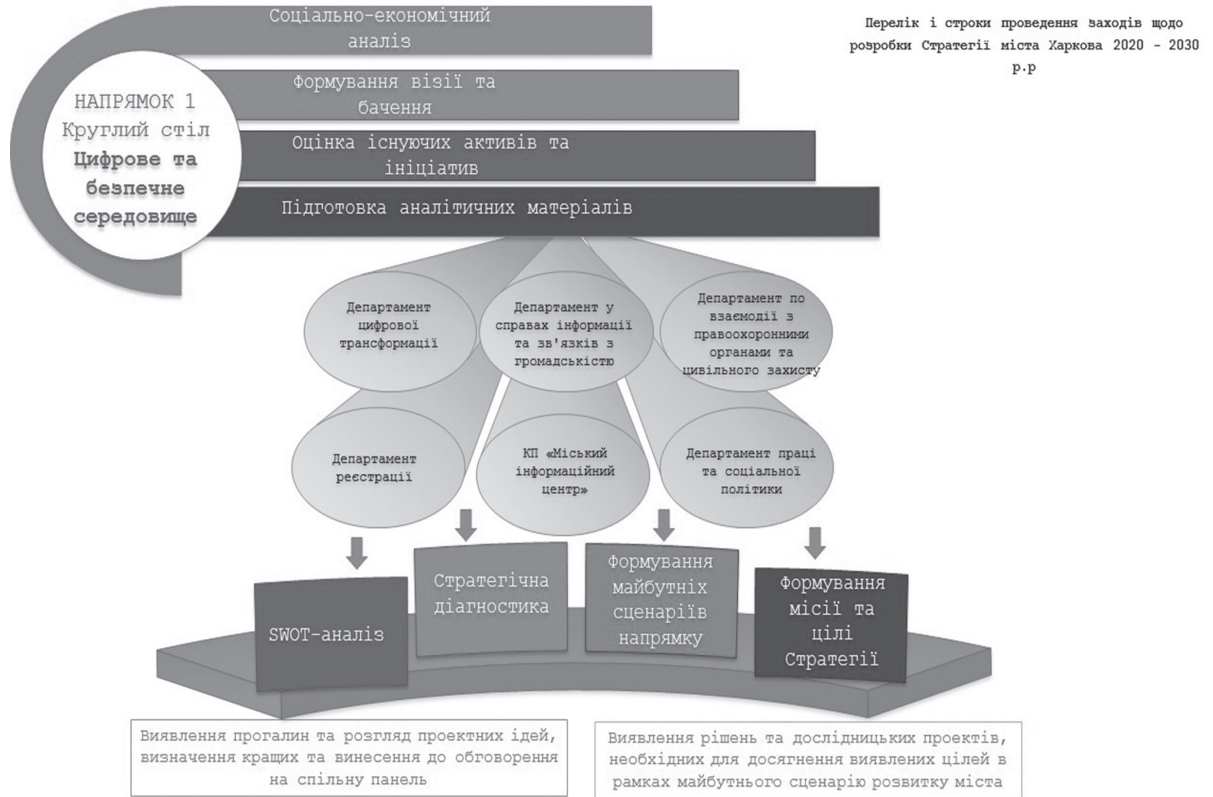 Соціально-економічний
аналіз
Перелік і строки проведення заходів щодо
розробки Стратегії міста Харкова 2020 - 2030
р.р
Формування візії та
бачення
НАПРЯМОК 1
Круглий стіл
Цифрове та
безпечне
середовище
Оцінка існуючих активів та
ініціатив
Підготовка аналітичних матеріалів
Департамент
цифрової
трансформації
Департамент у
справах інформації
та зв'язків з
громадськістю
Департамент по
взаємодії з
правоохоронними
органами та
цивільного захисту
Департамент
реєстрації
КП «Міський
інформаційний
центр»
Департамент праці
та соціальної
політики
SWOT-аналіз
Стратегічна
діагностика
Формування
майбутніх
сценаріїв
напрямку
Формування
місії та
цілі
Стратегії
Виявлення прогалин та розгляд проектних ідей,
визначення кращих та винесення до обговорення
на спільну панель
Виявлення рішень та дослідницьких проектів,
необхідних для досягнення виявлених цілей в
рамках майбутнього сценарію розвитку міста